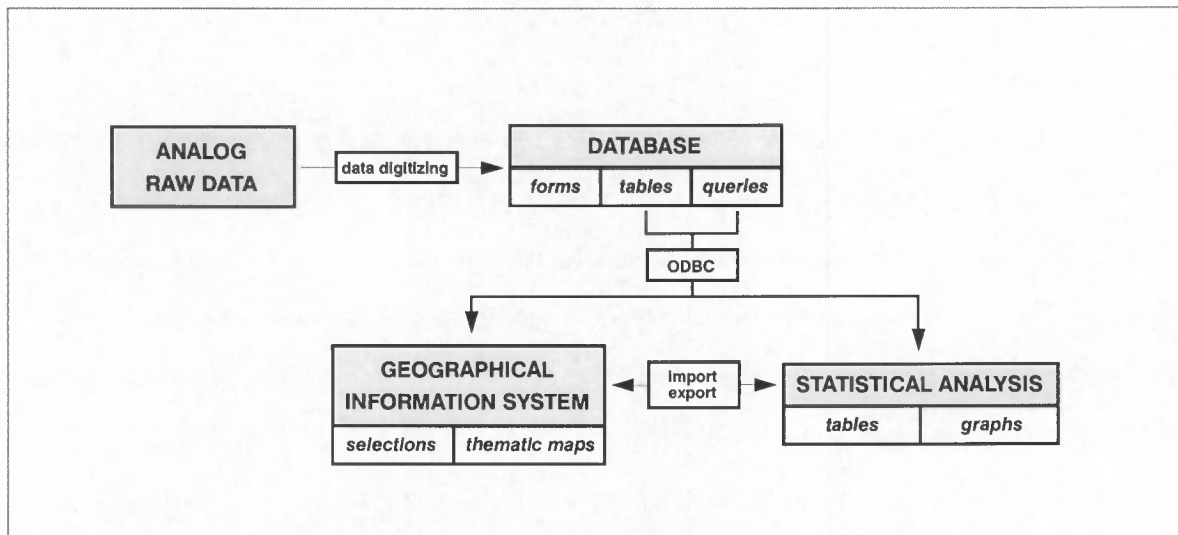 ANALOG
RAW DATA
data digitizing
DATABASE
forms tables queries
ODBC
GEOGRAPHICAL
INFORMATION SYSTEM
selections thematic maps
Import
export
STATISTICAL ANALYSIS
tables graphs